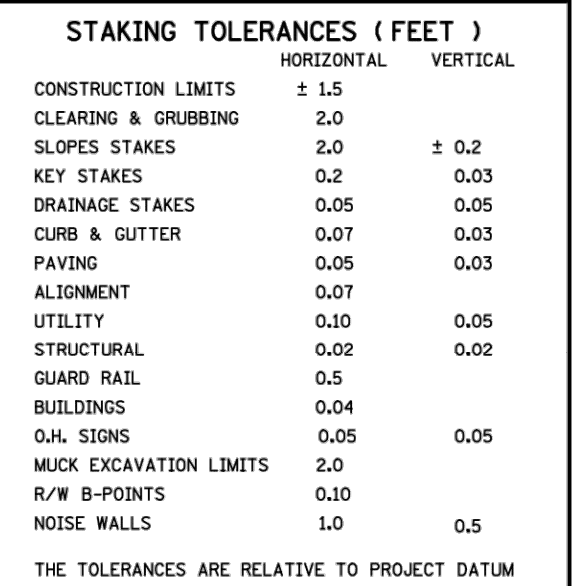 STAKING TOLERANCES (FEET )
HORIZONTAL VERTICAL
CONSTRUCTION LIMITS ± 1.5
CLEARING & GRUBBING 2.0
SLOPES STAKES 2.0 ± 0.2
KEY STAKES 0.2 0.03
DRAINAGE STAKES 0.05 0.05
CURB & GUTTER 0.07 0.03
PAVING 0.05 0.03
ALIGNMENT 0.07
UTILITY 0.10 0.05
STRUCTURAL 0.02 0.02
GUARD RAIL 0.5
BUILDINGS 0.04
O.H. SIGNS 0.05 0.05
MUCK EXCAVATION LIMITS 2.0
R/W B-POINTS 0.10
NOISE WALLS 1.0 0.5
THE TOLERANCES ARE RELATIVE TO PROJECT DATUM